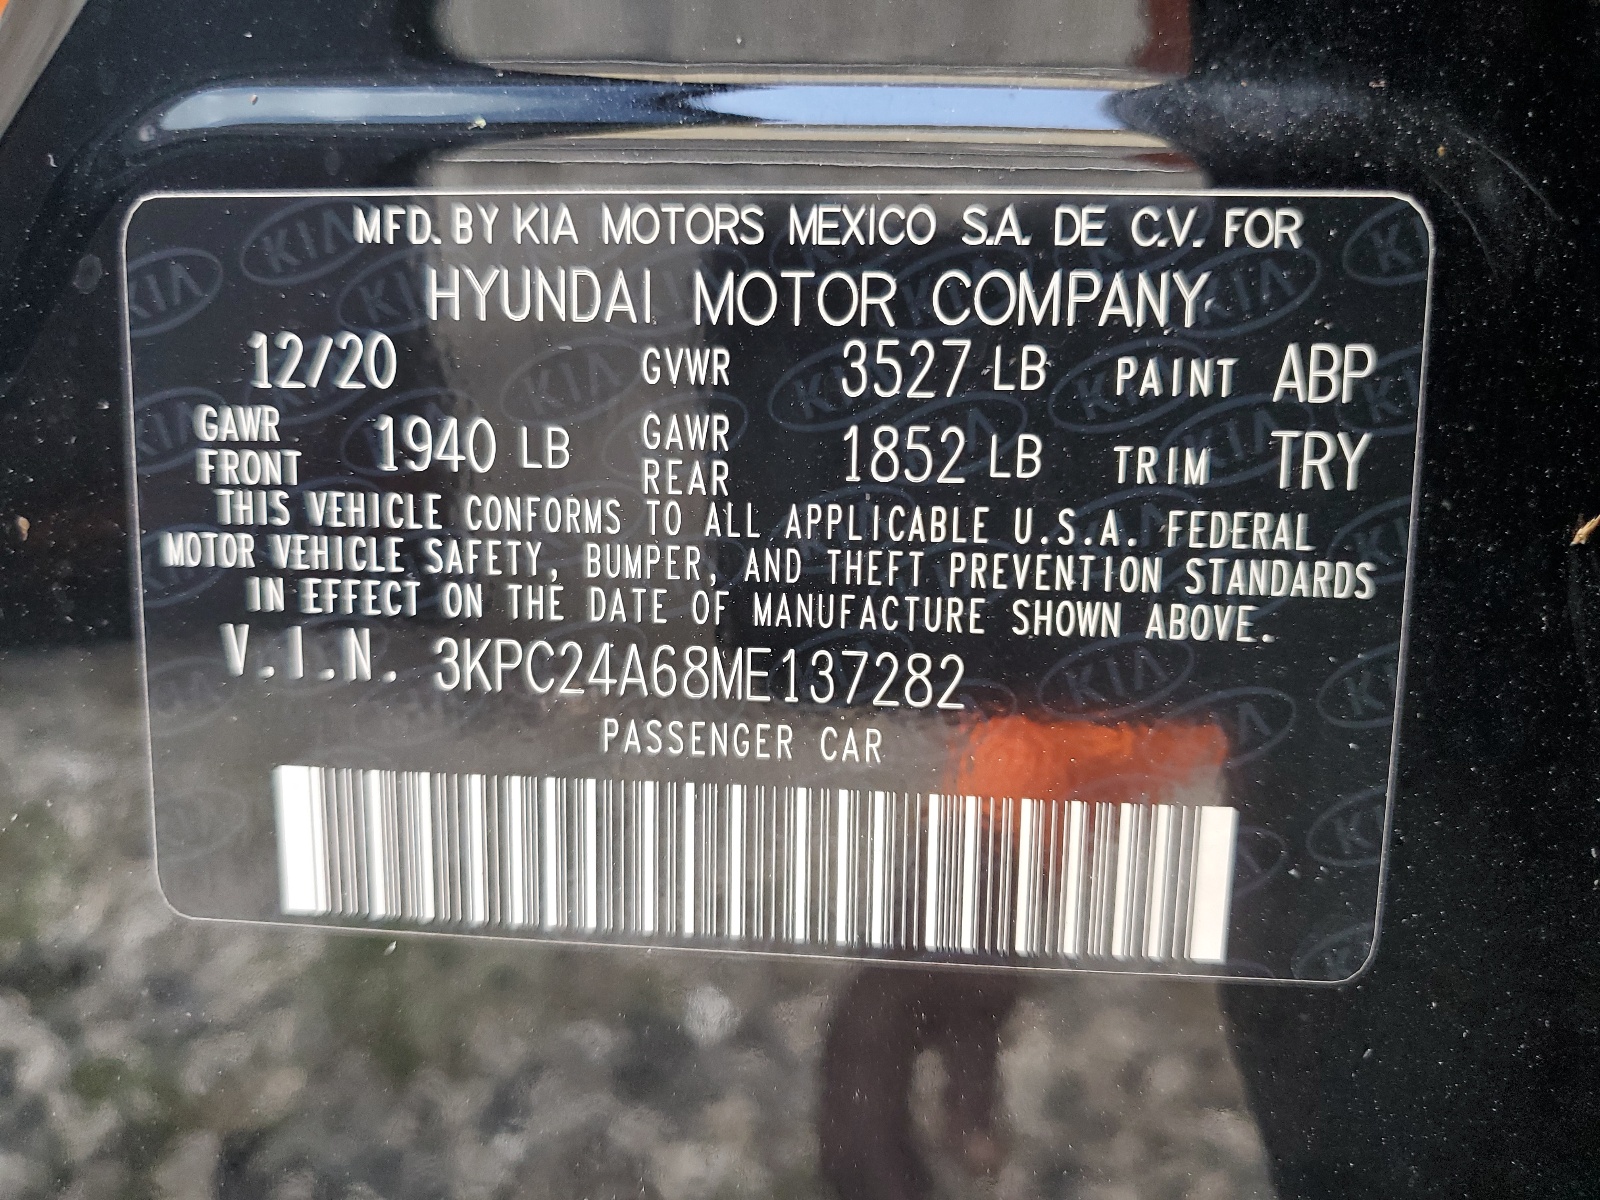 MFD. BY KIA MOTORS MEXICO S.A. DE C.V. FOR
HYUNDAI MOTOR COMPANY
12/20 GVWR 3527 LB PAINT ABP
GAWR FRONT 1940 LB GAWR REAR 1852 LB TRIM TRY
THIS VEHICLE CONFORMS TO ALL APPLICABLE U.S.A. FEDERAL
MOTOR VEHICLE SAFETY, BUMPER, AND THEFT PREVENTION STANDARDS
IN EFFECT ON THE DATE OF MANUFACTURE SHOWN ABOVE.
V.I.N. 3KPC24A68ME137282
PASSENGER CAR